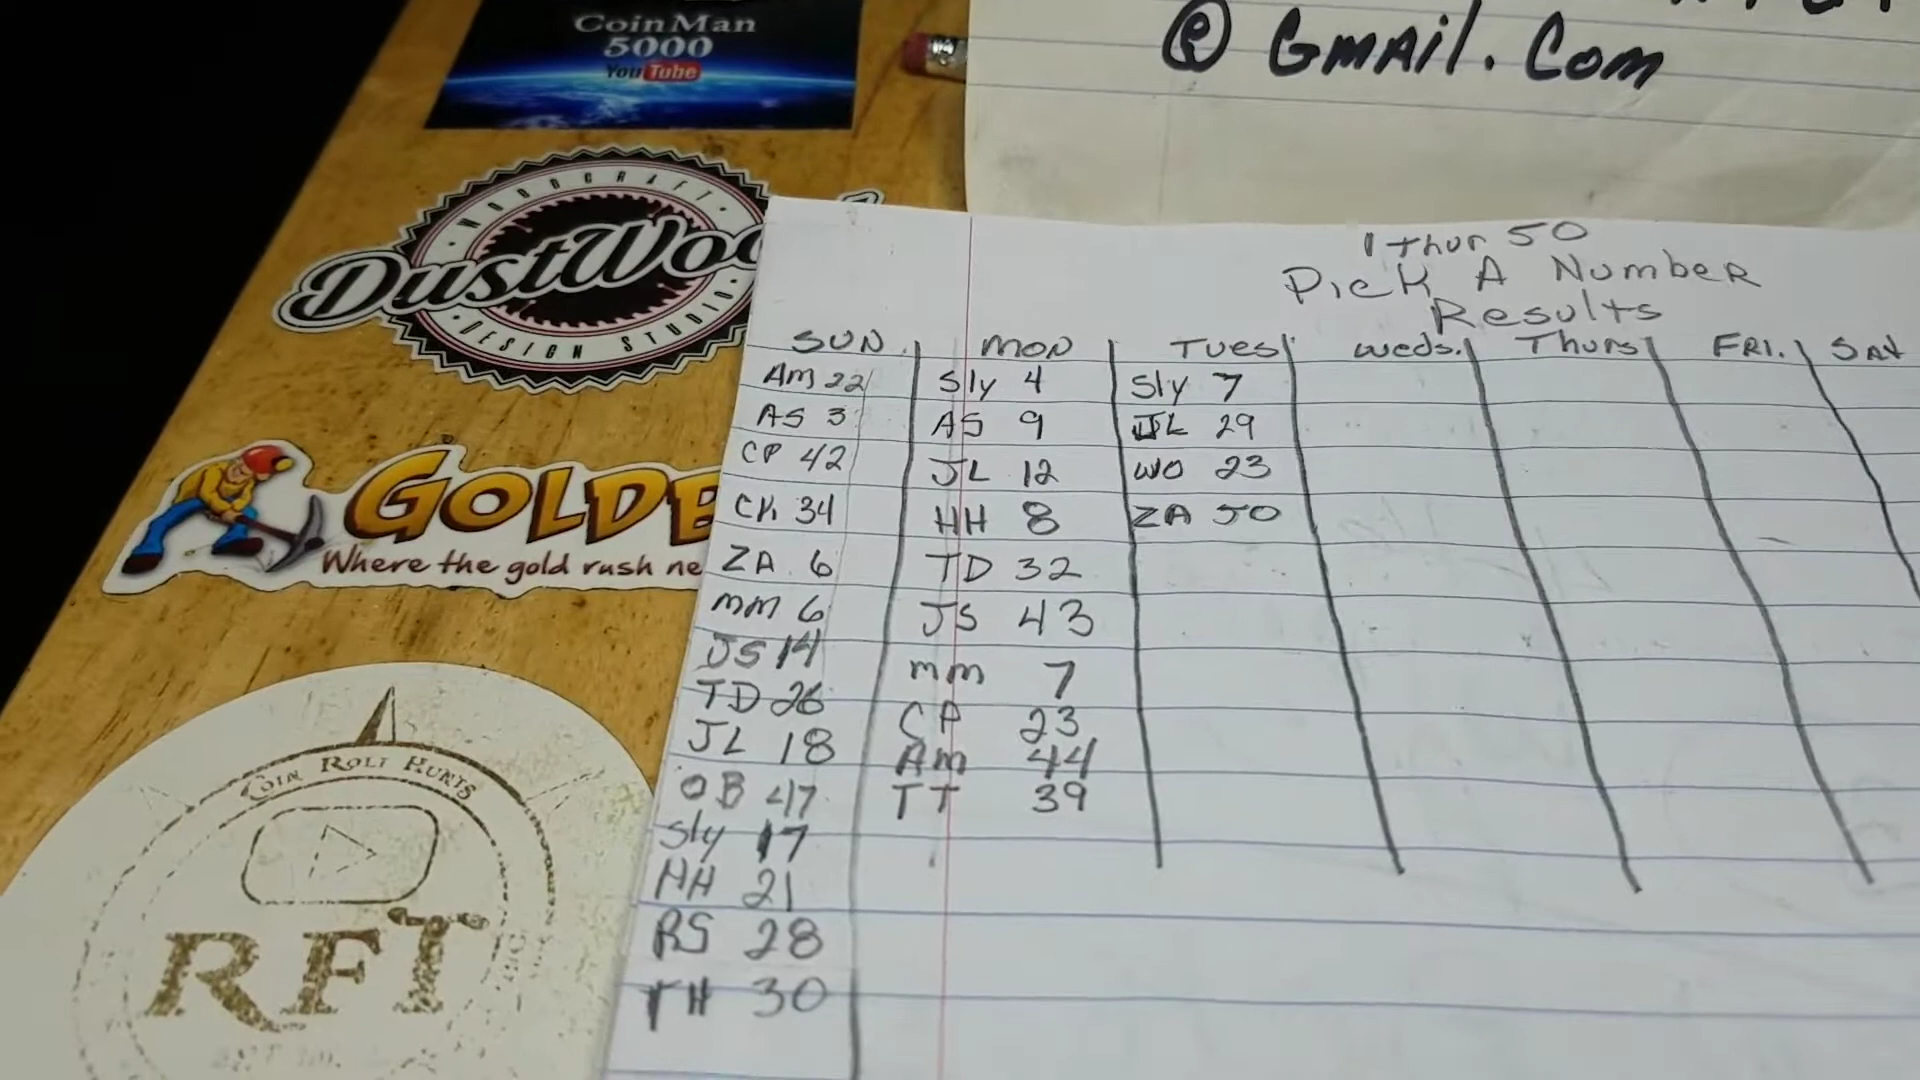 CoinMan
5000
YouTube
@ GMAil.Com
WOODCRAFT
DustWoo
DESIGN STUDIO
GOLDE
Where the gold rush ne
COIN ROLL HUNTS
RFT
1 Thur 50
Pick A Number
Results
SUN. MON TUES Weds. Thurs FRI. SAt
Am 22 Sly 4 Sly 7
AS 3 AS 9 JL 29
CP 42 JL 12 WO 23
CK 34 HH 8 ZA 50
ZA 6 TD 32
mm 6 JS 43
JS 14 mm 7
TD 26 CP 23
JL 18 Am 44
OB 47 TT 39
Sly 17
HH 21
RS 28
30